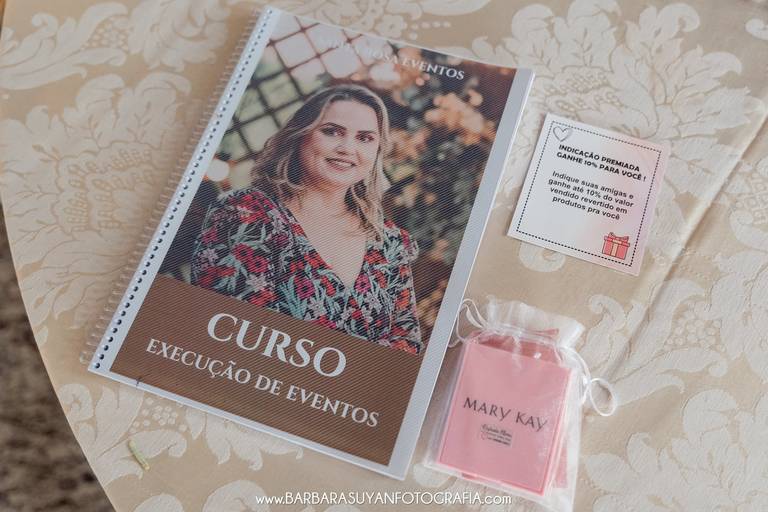 EVENTOS
CURSO
EXECUÇÃO DE EVENTOS
INDICAÇÃO PREMIADA
GANHE 10% PARA VOCÊ !
Indique suas amigas e
ganhe até 10% do valor
vendido revertido em
produtos pra você
MARY KAY
www.BARBARASUYANFOTOGRAFIA.com